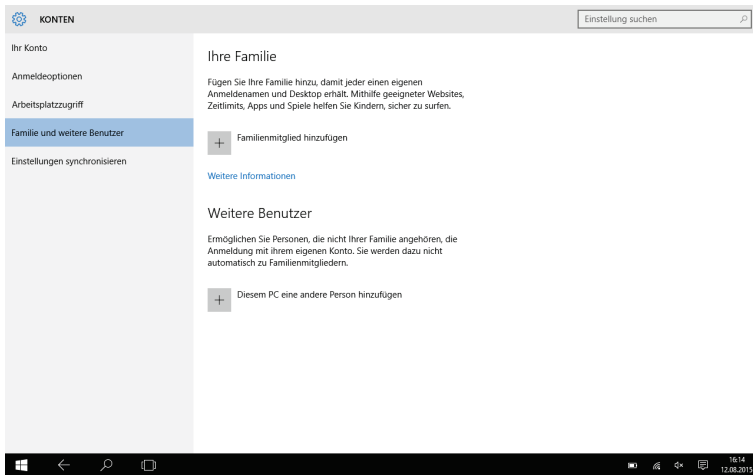 KONTEN
Einstellung suchen
Ihr Konto
Anmeldeoptionen
Arbeitsplatzzugriff
Familie und weitere Benutzer
Einstellungen synchronisieren
Ihre Familie
Fügen Sie Ihre Familie hinzu, damit jeder einen eigenen
Anmeldenamen und Desktop erhält. Mithilfe geeigneter Websites,
Zeitlimits, Apps und Spiele helfen Sie Kindern, sicher zu surfen.
Familienmitglied hinzufügen
Weitere Informationen
Weitere Benutzer
Ermöglichen Sie Personen, die nicht Ihrer Familie angehören, die
Anmeldung mit ihrem eigenen Konto. Sie werden dazu nicht
automatisch zu Familienmitgliedern.
Diesem PC eine andere Person hinzufügen
16:14
12.08.2015